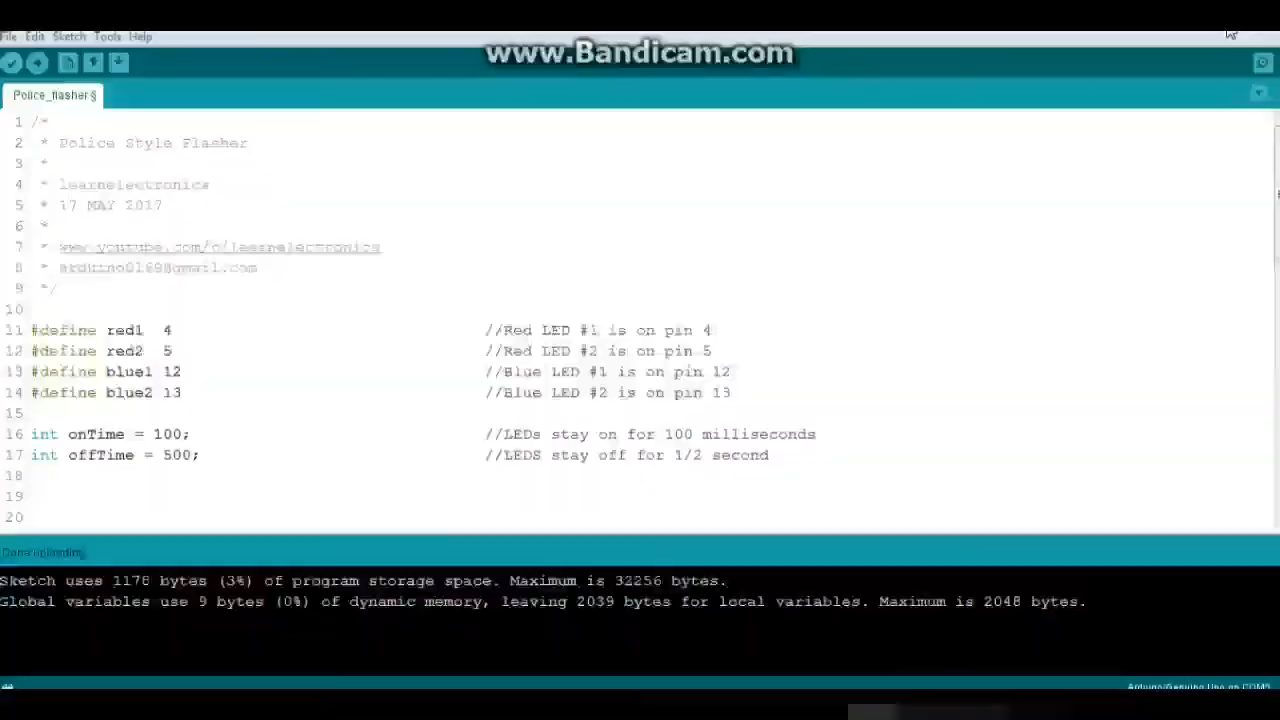 File Edit Sketch Tools Help
www.Bandicam.com
Police_flasher§
1 /*
2 * Police Style Flasher
3 *
4 * learnelectronics
5 * 17 MAY 2017
6 *
7 * www.youtube.com/c/learnelectronics
8 * arduino0169@gmail.com
9 */
10
11 #define red1 4 //Red LED #1 is on pin 4
12 #define red2 5 //Red LED #2 is on pin 5
13 #define blue1 12 //Blue LED #1 is on pin 12
14 #define blue2 13 //Blue LED #2 is on pin 13
15
16 int onTime = 100; //LEDs stay on for 100 milliseconds
17 int offTime = 500; //LEDS stay off for 1/2 second
18
19
20
Done uploading.
Sketch uses 1178 bytes (3%) of program storage space. Maximum is 32256 bytes.
Global variables use 9 bytes (0%) of dynamic memory, leaving 2039 bytes for local variables. Maximum is 2048 bytes.
Arduino/Genuino Uno on COM5